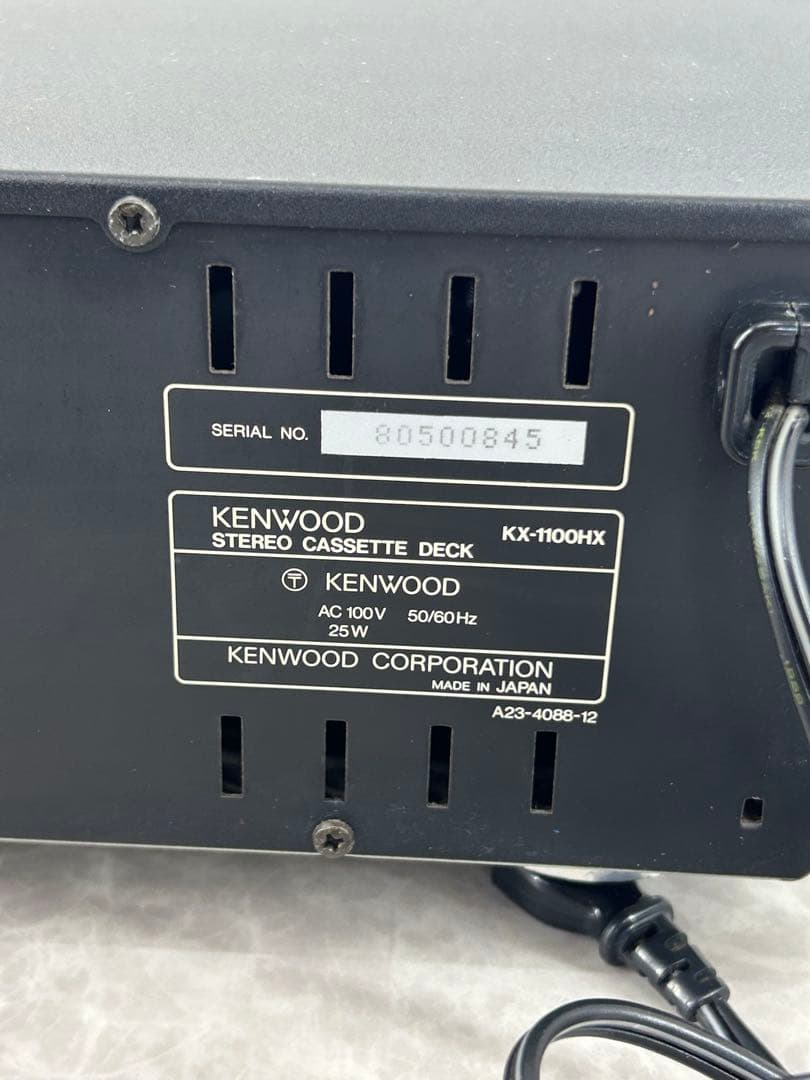 SERIAL NO. 80500845
KENWOOD
STEREO CASSETTE DECK KX-1100HX
〒 KENWOOD
AC 100V 50/60Hz
25W
KENWOOD CORPORATION
MADE IN JAPAN
A23-4088-12